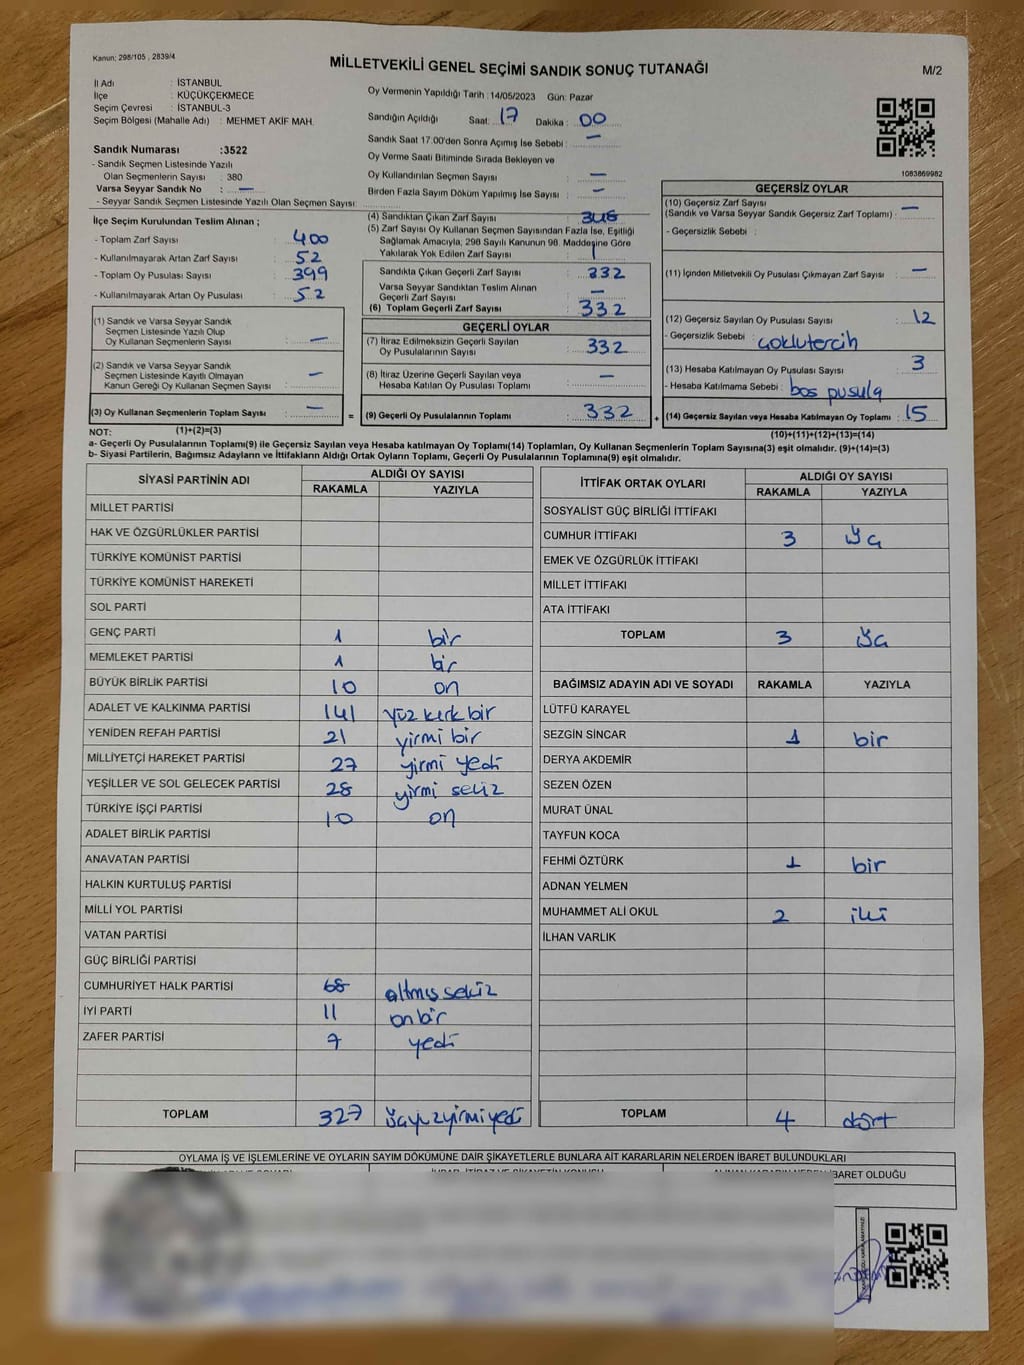 Kanun; 298/105 , 2839/4
MİLLETVEKİLİ GENEL SEÇİMİ SANDIK SONUÇ TUTANAĞI
M/2
İl Adı : İSTANBUL
İlçe : KÜÇÜKÇEKMECE
Seçim Çevresi : İSTANBUL-3
Seçim Bölgesi (Mahalle Adı) : MEHMET AKİF MAH.
Sandık Numarası :3522
- Sandık Seçmen Listesinde Yazılı
Olan Seçmenlerin Sayısı : 380
Varsa Seyyar Sandık No : —
- Seyyar Sandık Seçmen Listesinde Yazılı Olan Seçmen Sayısı:
İlçe Seçim Kurulundan Teslim Alınan ;
- Toplam Zarf Sayısı : 400
- Kullanılmayarak Artan Zarf Sayısı : 52
- Toplam Oy Pusulası Sayısı : 399
- Kullanılmayarak Artan Oy Pusulası : 52
(1) Sandık ve Varsa Seyyar Sandık
Seçmen Listesinde Yazılı Olup
Oy Kullanan Seçmenlerin Sayısı : —
(2) Sandık ve Varsa Seyyar Sandık
Seçmen Listesinde Kayıtlı Olmayan
Kanun Gereği Oy Kullanan Seçmen Sayısı : —
(3) Oy Kullanan Seçmenlerin Toplam Sayısı : —
Oy Vermenin Yapıldığı Tarih :14/05/2023 Gün: Pazar
Sandığın Açıldığı Saat: 17 Dakika : 00
Sandık Saat 17:00'den Sonra Açımış İse Sebebi : —
Oy Verme Saati Bitiminde Sırada Bekleyen ve
Oy Kullandırılan Seçmen Sayısı : —
Birden Fazla Sayım Döküm Yapılmış İse Sayısı : —
(4) Sandıktan Çıkan Zarf Sayısı : 348
(5) Zarf Sayısı Oy Kullanan Seçmen Sayısından Fazla İse, Eşitliği
Sağlamak Amacıyla, 298 Sayılı Kanunun 98. Maddesine Göre
Yakılarak Yok Edilen Zarf Sayısı : 1
Sandıkta Çıkan Geçerli Zarf Sayısı : 332
Varsa Seyyar Sandıktan Teslim Alınan
Geçerli Zarf Sayısı : —
(6) Toplam Geçerli Zarf Sayısı : 332
GEÇERLİ OYLAR
(7) İtiraz Edilmeksizin Geçerli Sayılan
Oy Pusulalarının Sayısı : 332
(8) İtiraz Üzerine Geçerli Sayılan veya
Hesaba Katılan Oy Pusulası Toplamı : —
= (9) Geçerli Oy Pusulalarının Toplamı : 332 +
1083869982
GEÇERSİZ OYLAR
(10) Geçersiz Zarf Sayısı
(Sandık ve Varsa Seyyar Sandık Geçersiz Zarf Toplamı) : —
- Geçersizlik Sebebi :
(11) İçinden Milletvekili Oy Pusulası Çıkmayan Zarf Sayısı : —
(12) Geçersiz Sayılan Oy Pusulası Sayısı : 12
- Geçersizlik Sebebi : çoklutercih
(13) Hesaba Katılmayan Oy Pusulası Sayısı : 3
- Hesaba Katılmama Sebebi : boş pusula
(14) Geçersiz Sayılan veya Hesaba Katılmayan Oy Toplamı : 15
NOT: (1)+(2)=(3) (10)+(11)+(12)+(13)=(14)
a- Geçerli Oy Pusulalarının Toplamı(9) ile Geçersiz Sayılan veya Hesaba katılmayan Oy Toplamı(14) Toplamları, Oy Kullanan Seçmenlerin Toplam Sayısına(3) eşit olmalıdır. (9)+(14)=(3)
b- Siyasi Partilerin, Bağımsız Adayların ve İttifakların Aldığı Ortak Oyların Toplamı, Geçerli Oy Pusulalarının Toplamına(9) eşit olmalıdır.
SİYASİ PARTİNİN ADI ALDIĞI OY SAYISI
RAKAMLA YAZIYLA
MİLLET PARTİSİ
HAK VE ÖZGÜRLÜKLER PARTİSİ
TÜRKİYE KOMÜNİST PARTİSİ
TÜRKİYE KOMÜNİST HAREKETİ
SOL PARTİ
GENÇ PARTİ 1 bir
MEMLEKET PARTİSİ 1 bir
BÜYÜK BİRLİK PARTİSİ 10 on
ADALET VE KALKINMA PARTİSİ 141 yüz kırk bir
YENİDEN REFAH PARTİSİ 21 yirmi bir
MİLLİYETÇİ HAREKET PARTİSİ 27 yirmi yedi
YEŞİLLER VE SOL GELECEK PARTİSİ 28 yirmi sekiz
TÜRKİYE İŞÇİ PARTİSİ 10 on
ADALET BİRLİK PARTİSİ
ANAVATAN PARTİSİ
HALKIN KURTULUŞ PARTİSİ
MİLLİ YOL PARTİSİ
VATAN PARTİSİ
GÜÇ BİRLİĞİ PARTİSİ
CUMHURİYET HALK PARTİSİ 68 altmış sekiz
İYİ PARTİ 11 on bir
ZAFER PARTİSİ 7 yedi
TOPLAM 327 üçyüzyirmiyedi
İTTİFAK ORTAK OYLARI ALDIĞI OY SAYISI
RAKAMLA YAZIYLA
SOSYALİST GÜÇ BİRLİĞİ İTTİFAKI
CUMHUR İTTİFAKI 3 üç
EMEK VE ÖZGÜRLÜK İTTİFAKI
MİLLET İTTİFAKI
ATA İTTİFAKI
TOPLAM 3 üç
BAĞIMSIZ ADAYIN ADI VE SOYADI RAKAMLA YAZIYLA
LÜTFÜ KARAYEL
SEZGİN SİNCAR 1 bir
DERYA AKDEMİR
SEZEN ÖZEN
MURAT ÜNAL
TAYFUN KOCA
FEHMİ ÖZTÜRK 1 bir
ADNAN YELMEN
MUHAMMET ALİ OKUL 2 iki
İLHAN VARLIK
TOPLAM 4 dört
OYLAMA İŞ VE İŞLEMLERİNE VE OYLARIN SAYIM DÖKÜMÜNE DAİR ŞİKAYETLERLE BUNLARA AİT KARARLARIN NELERDEN İBARET BULUNDUKLARI
İBARET OLDUĞU